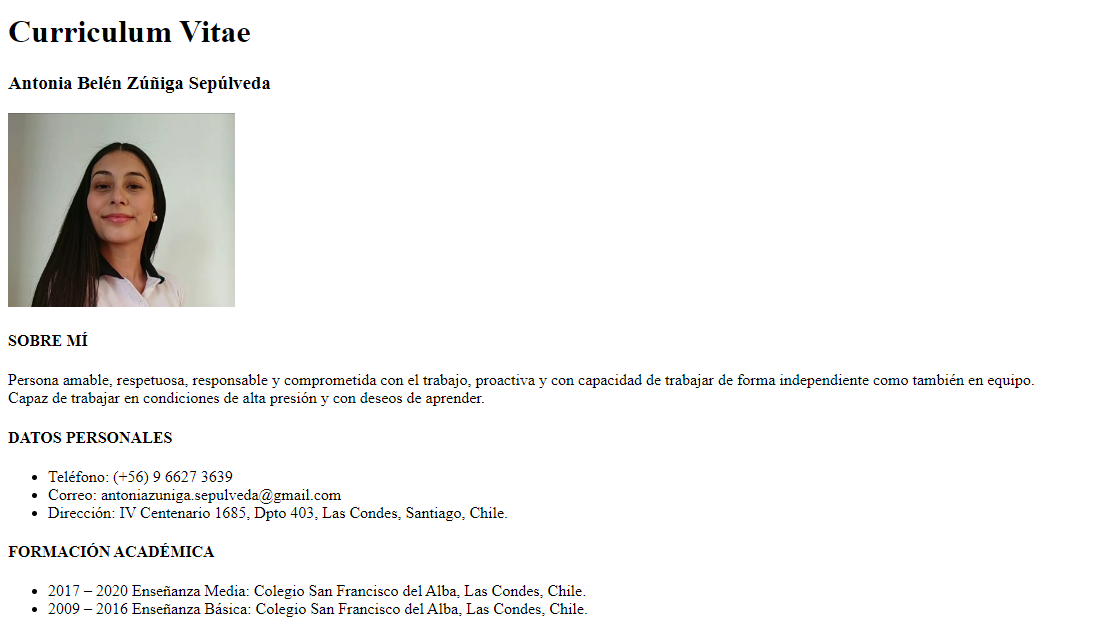 Curriculum Vitae
Antonia Belén Zúñiga Sepúlveda
SOBRE MÍ
Persona amable, respetuosa, responsable y comprometida con el trabajo, proactiva y con capacidad de trabajar de forma independiente como también en equipo.
Capaz de trabajar en condiciones de alta presión y con deseos de aprender.
DATOS PERSONALES
• Teléfono: (+56) 9 6627 3639
• Correo: antoniazuniga.sepulveda@gmail.com
• Dirección: IV Centenario 1685, Dpto 403, Las Condes, Santiago, Chile.
FORMACIÓN ACADÉMICA
• 2017 – 2020 Enseñanza Media: Colegio San Francisco del Alba, Las Condes, Chile.
• 2009 – 2016 Enseñanza Básica: Colegio San Francisco del Alba, Las Condes, Chile.